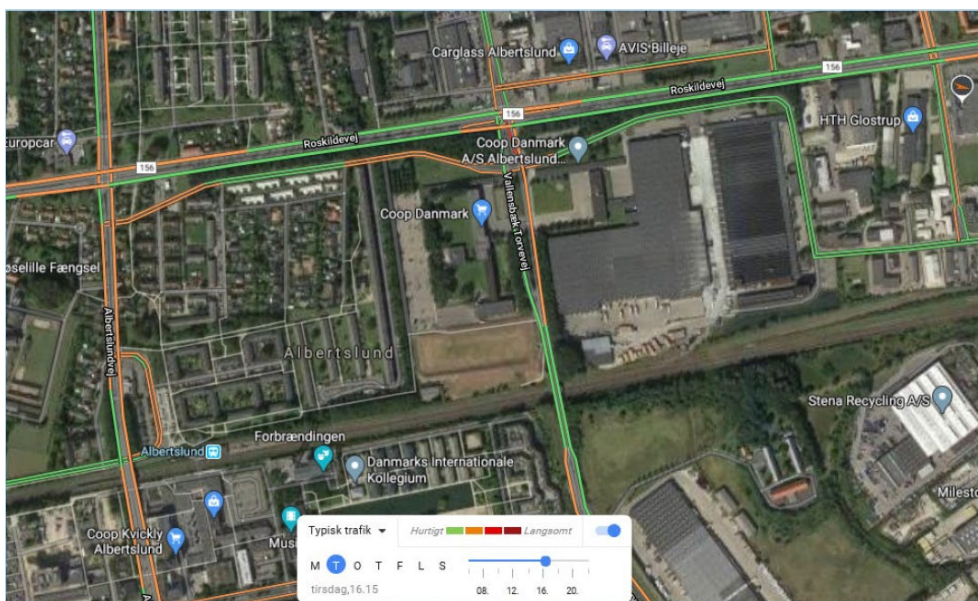 Carglass Albertslund
AVIS Billeje
156
Roskildevej
156
HTH Glostrup
Europcar
Roskildevej
Coop Danmark
A/S Albertslund...
156
Vallensbæk Torvevej
Coop Danmark
øselille Fængsel
Albertslundvej
Albertslund
Stena Recycling A/S
Forbrændingen
Albertslund
Danmarks Internationale
Kollegium
Milesto
Coop Kvickly
Albertslund
Musi
Typisk trafik
Hurtigt
Langsomt
M T O T F L S
tirsdag,16.15
08. 12. 16. 20.